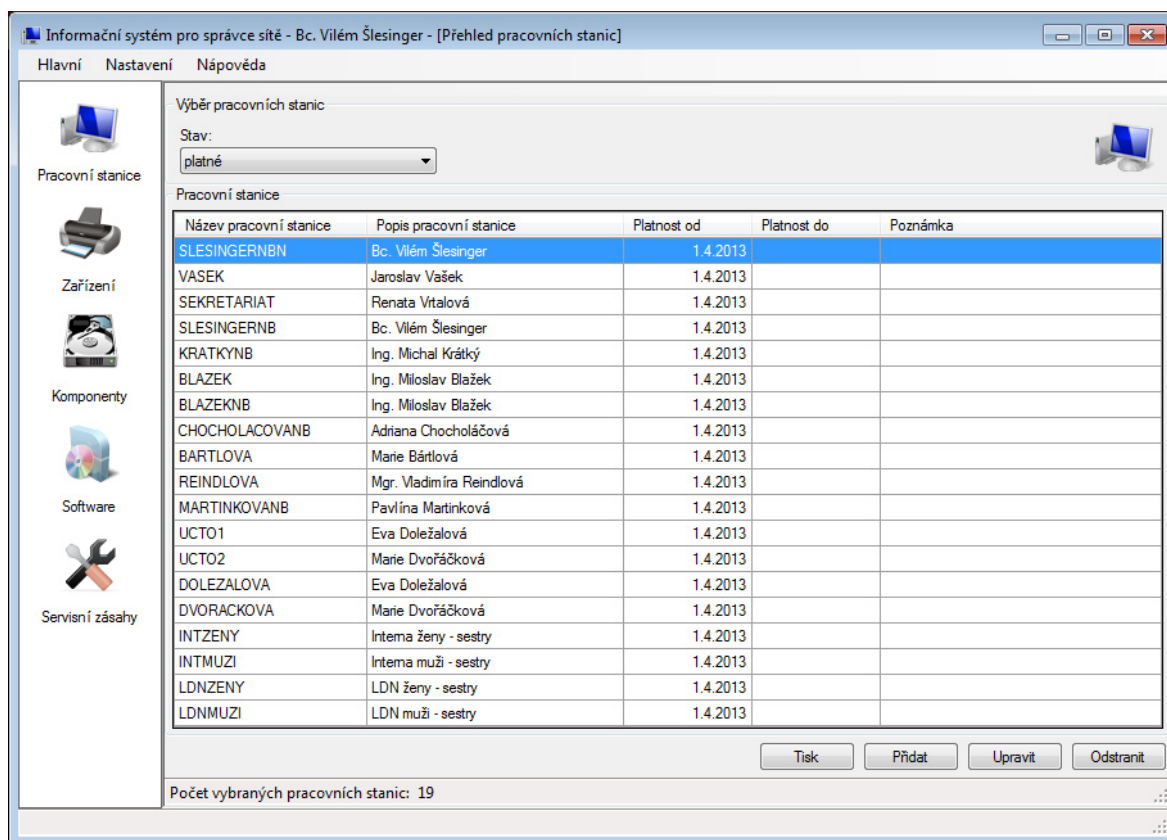 Informační systém pro správce sítě - Bc. Vilém Šlesinger - [Přehled pracovních stanic]
Hlavní Nastavení Nápověda
Pracovní stanice
Zařízení
Komponenty
Software
Servisní zásahy
Výběr pracovních stanic
Stav:
platné
Pracovní stanice
Název pracovní stanice Popis pracovní stanice Platnost od Platnost do Poznámka
SLESINGERNBN Bc. Vilém Šlesinger 1.4.2013
VASEK Jaroslav Vašek 1.4.2013
SEKRETARIAT Renata Vrtalová 1.4.2013
SLESINGERNB Bc. Vilém Šlesinger 1.4.2013
KRATKYNB Ing. Michal Krátký 1.4.2013
BLAZEK Ing. Miloslav Blažek 1.4.2013
BLAZEKNB Ing. Miloslav Blažek 1.4.2013
CHOCHOLACOVANB Adriana Chocholáčová 1.4.2013
BARTLOVA Marie Bártlová 1.4.2013
REINDLOVA Mgr. Vladimíra Reindlová 1.4.2013
MARTINKOVANB Pavlína Martinková 1.4.2013
UCTO1 Eva Doležalová 1.4.2013
UCTO2 Marie Dvořáčková 1.4.2013
DOLEZALOVA Eva Doležalová 1.4.2013
DVORACKOVA Marie Dvořáčková 1.4.2013
INTZENY Interna ženy - sestry 1.4.2013
INTMUZI Interna muži - sestry 1.4.2013
LDNZENY LDN ženy - sestry 1.4.2013
LDNMUZI LDN muži - sestry 1.4.2013
Tisk Přidat Upravit Odstranit
Počet vybraných pracovních stanic: 19